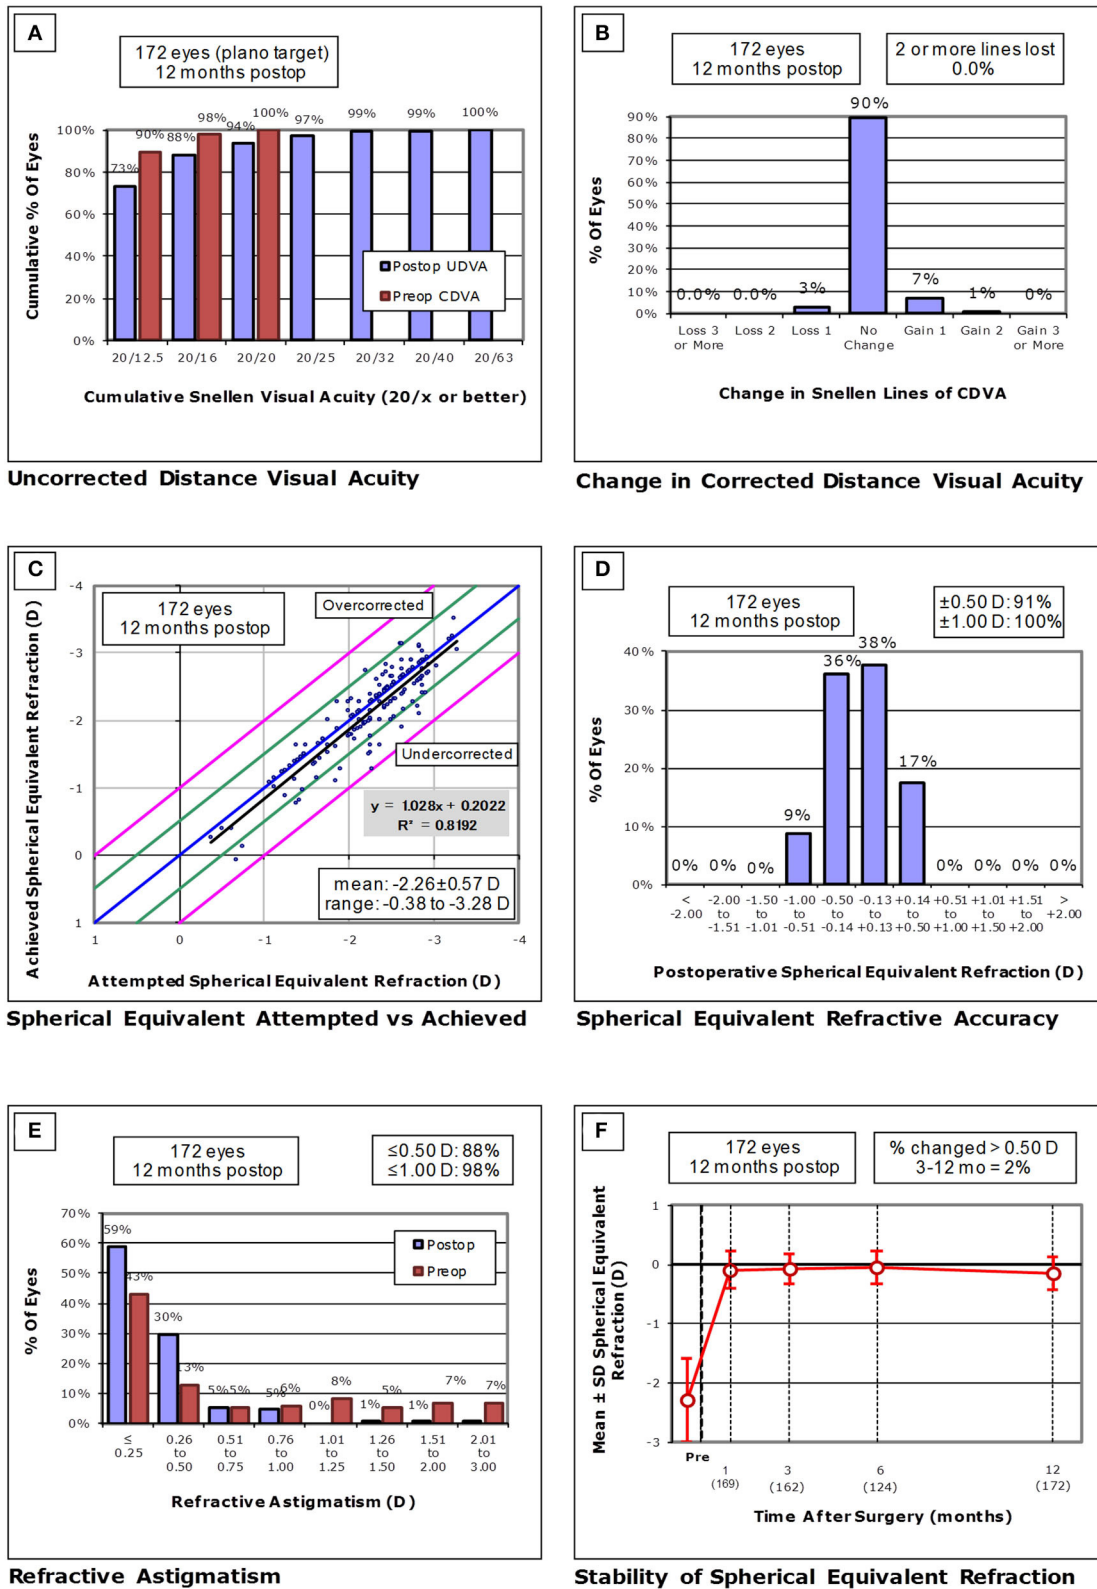 A
172 eyes (plano target)
12 months postop
Cumulative % Of Eyes
100%
80%
60%
40%
20%
0%
73%
90%
88%
98%
94%
100%
97%
99%
99%
100%
Postop UDVA
Preop CDVA
20/12.5
20/16
20/20
20/25
20/32
20/40
20/63
Cumulative Snellen Visual Acuity (20/x or better)
Uncorrected Distance Visual Acuity
B
172 eyes
12 months postop
2 or more lines lost
0.0%
% Of Eyes
90%
80%
70%
60%
50%
40%
30%
20%
10%
0%
0.0%
0.0%
3%
90%
7%
1%
0%
Loss 3
or More
Loss 2
Loss 1
No
Change
Gain 1
Gain 2
Gain 3
or More
Change in Snellen Lines of CDVA
Change in Corrected Distance Visual Acuity
C
172 eyes
12 months postop
Achieved Spherical Equivalent Refraction (D)
-4
-3
-2
-1
0
1
Overcorrected
Undercorrected
y = 1.028x + 0.2022
R² = 0.8192
mean: -2.26±0.57 D
range: -0.38 to -3.28 D
1
0
-1
-2
-3
-4
Attempted Spherical Equivalent Refraction (D)
Spherical Equivalent Attempted vs Achieved
D
172 eyes
12 months postop
±0.50 D: 91%
±1.00 D: 100%
% Of Eyes
40%
30%
20%
10%
0%
0%
0%
0%
9%
36%
38%
17%
0%
0%
0%
0%
<
-2.00
-2.00
to
-1.51
-1.50
to
-1.01
-1.00
to
-0.51
-0.50
to
-0.14
-0.13
to
+0.13
+0.14
to
+0.50
+0.51
to
+1.00
+1.01
to
+1.50
+1.51
to
+2.00
>
+2.00
Postoperative Spherical Equivalent Refraction (D)
Spherical Equivalent Refractive Accuracy
E
172 eyes
12 months postop
≤0.50 D: 88%
≤1.00 D: 98%
% Of Eyes
70%
60%
50%
40%
30%
20%
10%
0%
59%
43%
30%
13%
5%
5%
5%
6%
0%
8%
1%
5%
1%
7%
7%
Postop
Preop
≤
0.25
0.26
to
0.50
0.51
to
0.75
0.76
to
1.00
1.01
to
1.25
1.26
to
1.50
1.51
to
2.00
2.01
to
3.00
Refractive Astigmatism (D)
Refractive Astigmatism
F
172 eyes
12 months postop
% changed > 0.50 D
3-12 mo = 2%
Mean ± SD Spherical Equivalent
Refraction (D)
1
0
-1
-2
-3
Pre
1
(169)
3
(162)
6
(124)
12
(172)
Time After Surgery (months)
Stability of Spherical Equivalent Refraction